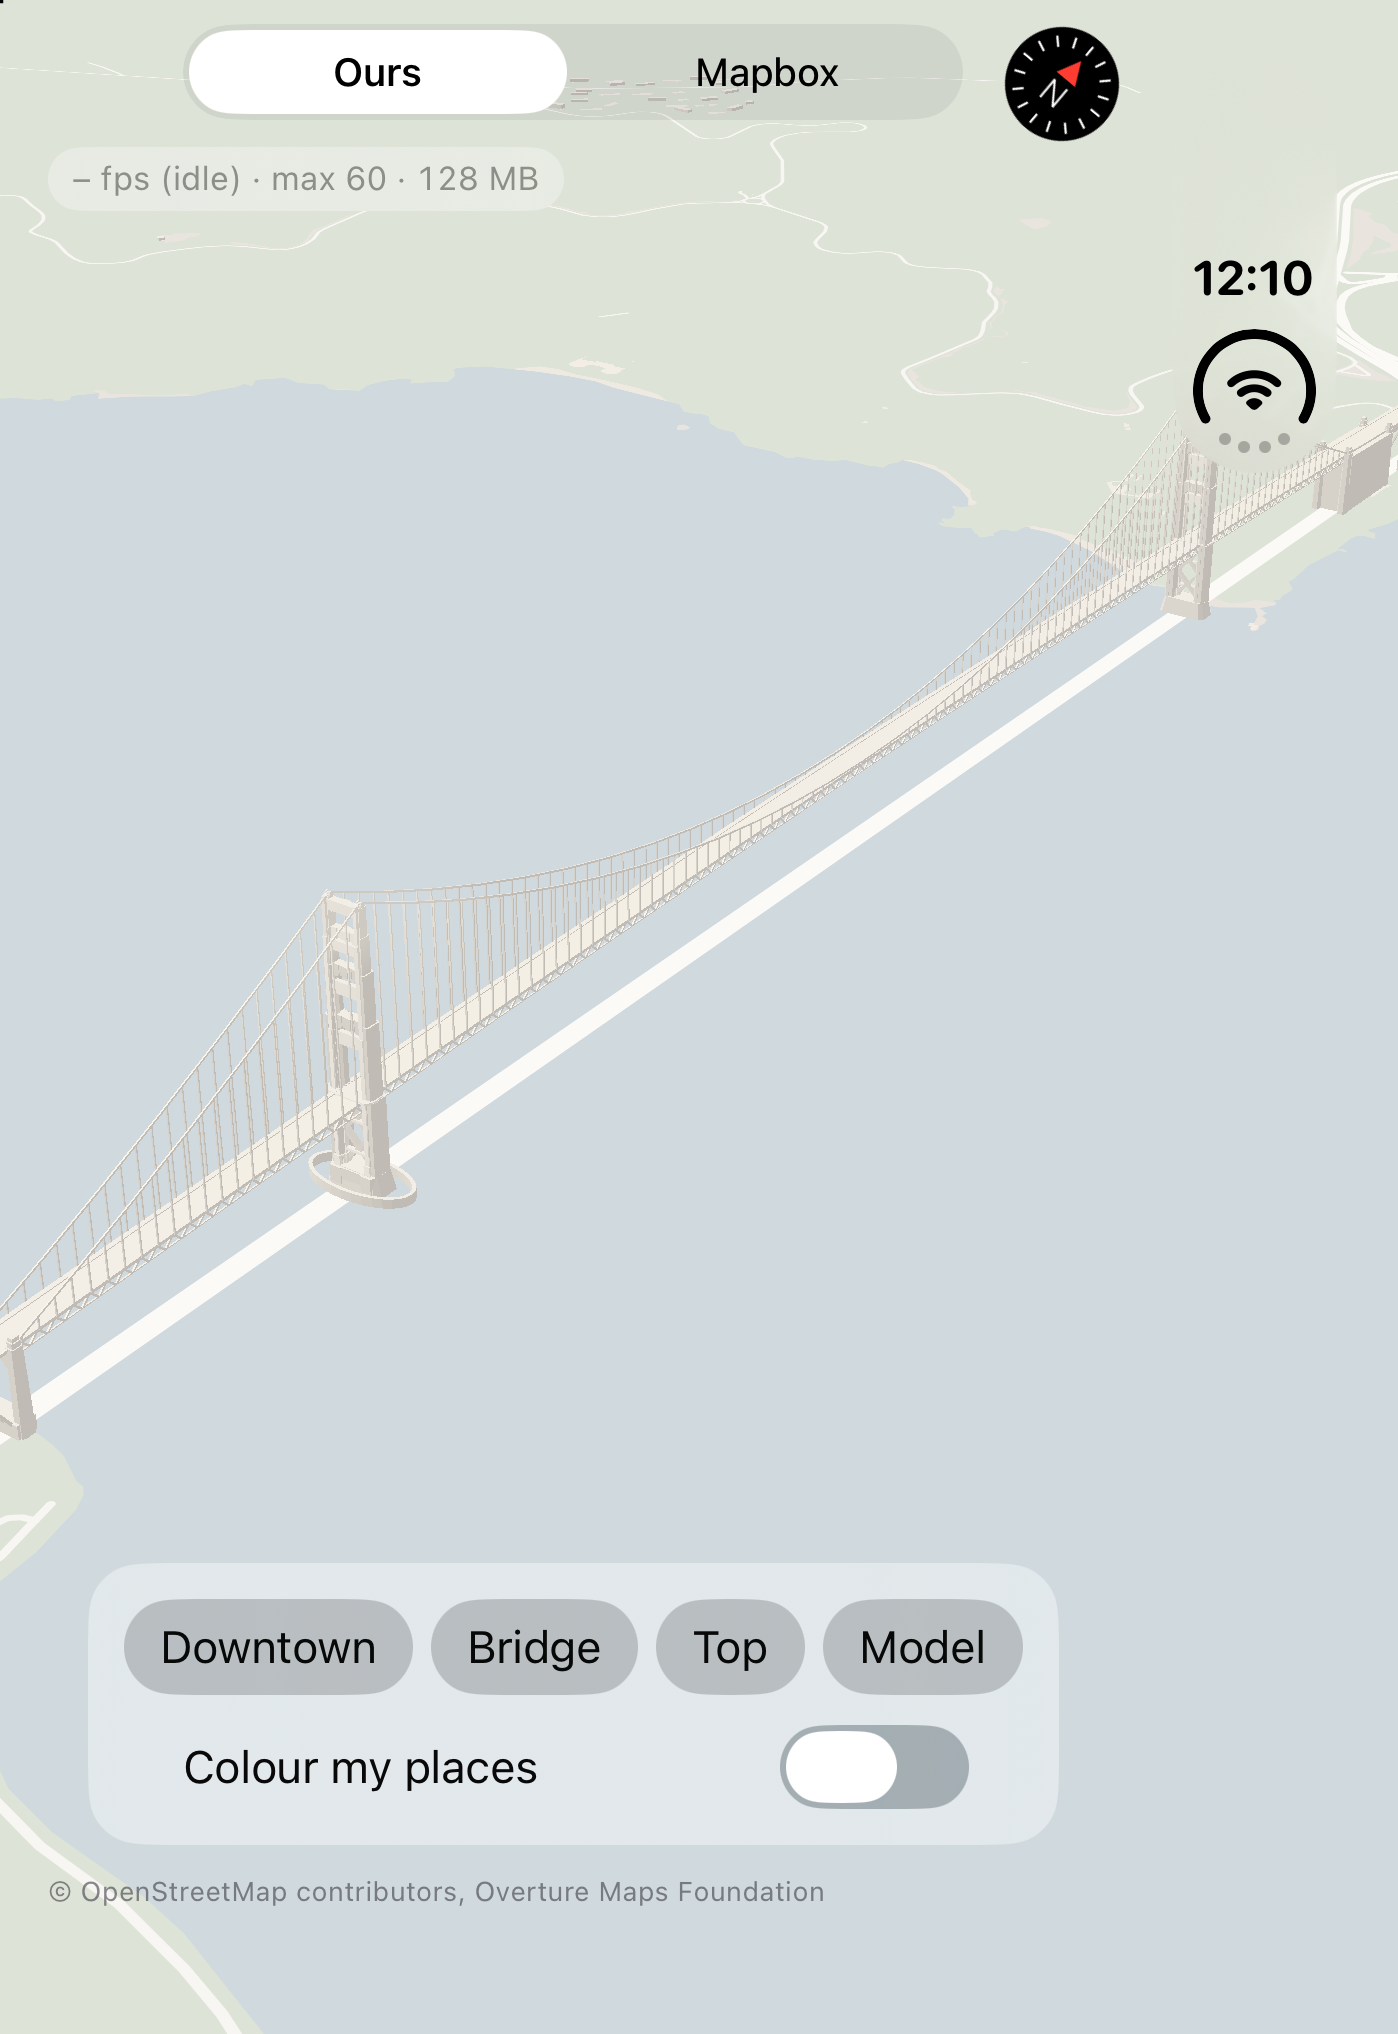 Ours
Mapbox
N
– fps (idle) · max 60 · 128 MB
12:10
Downtown
Bridge
Top
Model
Colour my places
© OpenStreetMap contributors, Overture Maps Foundation